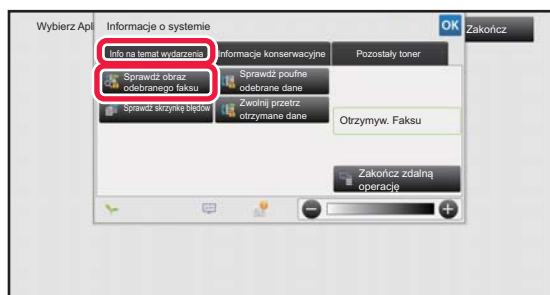 Wybierz Apl
Informacje o systemie
OK
Zakończ
Info na temat wydarzenia
Informacje konserwacyjne
Pozostały toner
Sprawdź obraz
odebranego faksu
Sprawdź poufne
odebrane dane
Sprawdź skrzynkę błędów
Zwolnij przetrz
otrzymane dane
Otrzymyw. Faksu
Zakończ zdalną
operację